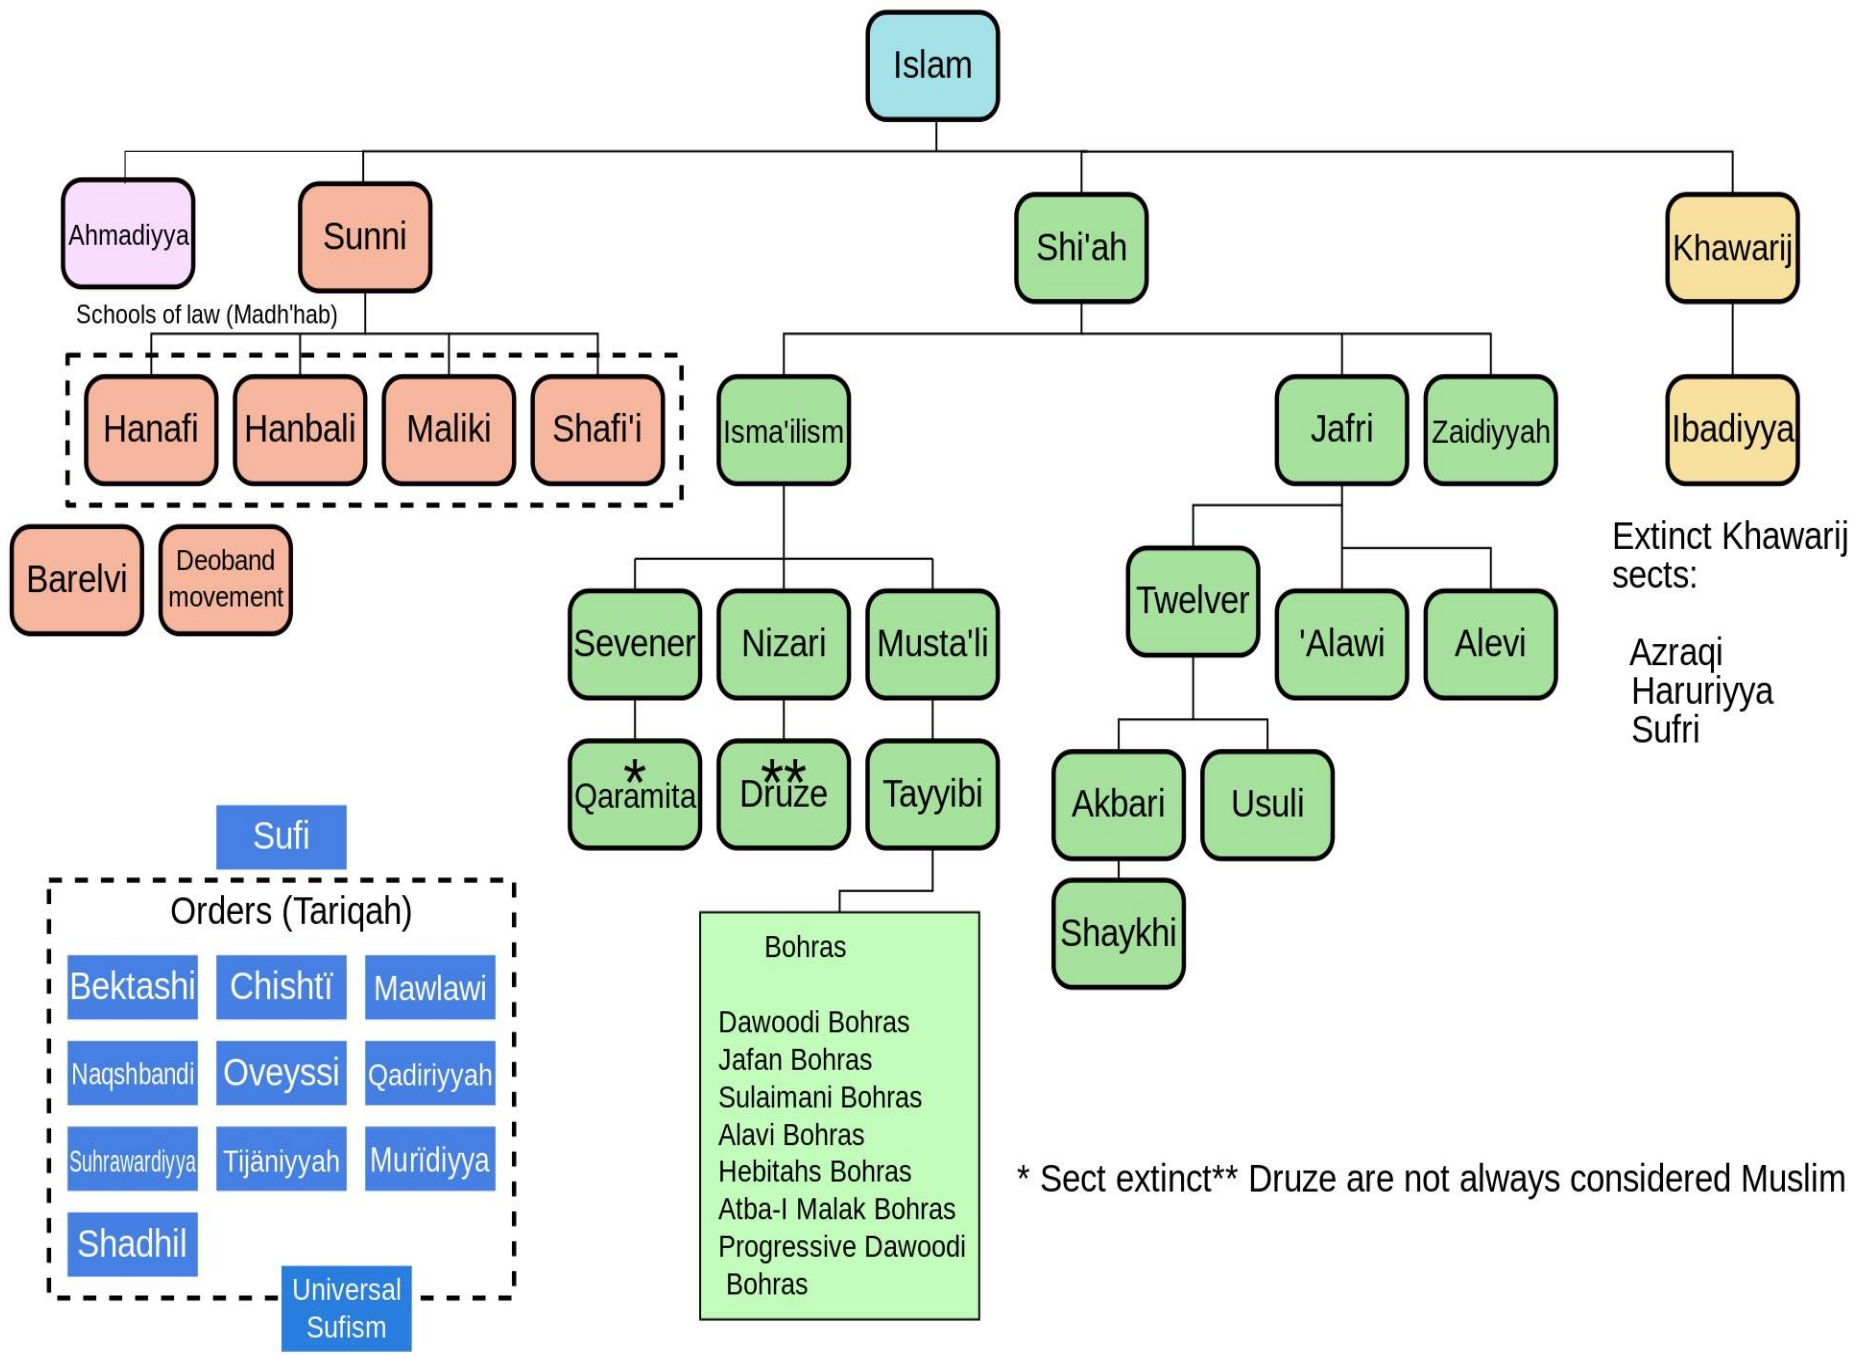 Islam
Ahmadiyya
Sunni
Shi'ah
Khawarij
Schools of law (Madh'hab)
Hanafi
Hanbali
Maliki
Shafi'i
Isma'ilism
Jafri
Zaidiyyah
Ibadiyya
Barelvi
Deoband
movement
Extinct Khawarij
sects:
Azraqi
Haruriyya
Sufri
Sevener
Nizari
Musta'li
Twelver
'Alawi
Alevi
*
Qaramita
**
Druze
Tayyibi
Akbari
Usuli
Shaykhi
Sufi
Orders (Tariqah)
Bektashi
Chishtï
Mawlawi
Naqshbandi
Oveyssi
Qadiriyyah
Suhrawardiyya
Tijäniyyah
Murïdiyya
Shadhil
Universal
Sufism
Bohras
Dawoodi Bohras
Jafan Bohras
Sulaimani Bohras
Alavi Bohras
Hebitahs Bohras
Atba-I Malak Bohras
Progressive Dawoodi
Bohras
* Sect extinct** Druze are not always considered Muslim